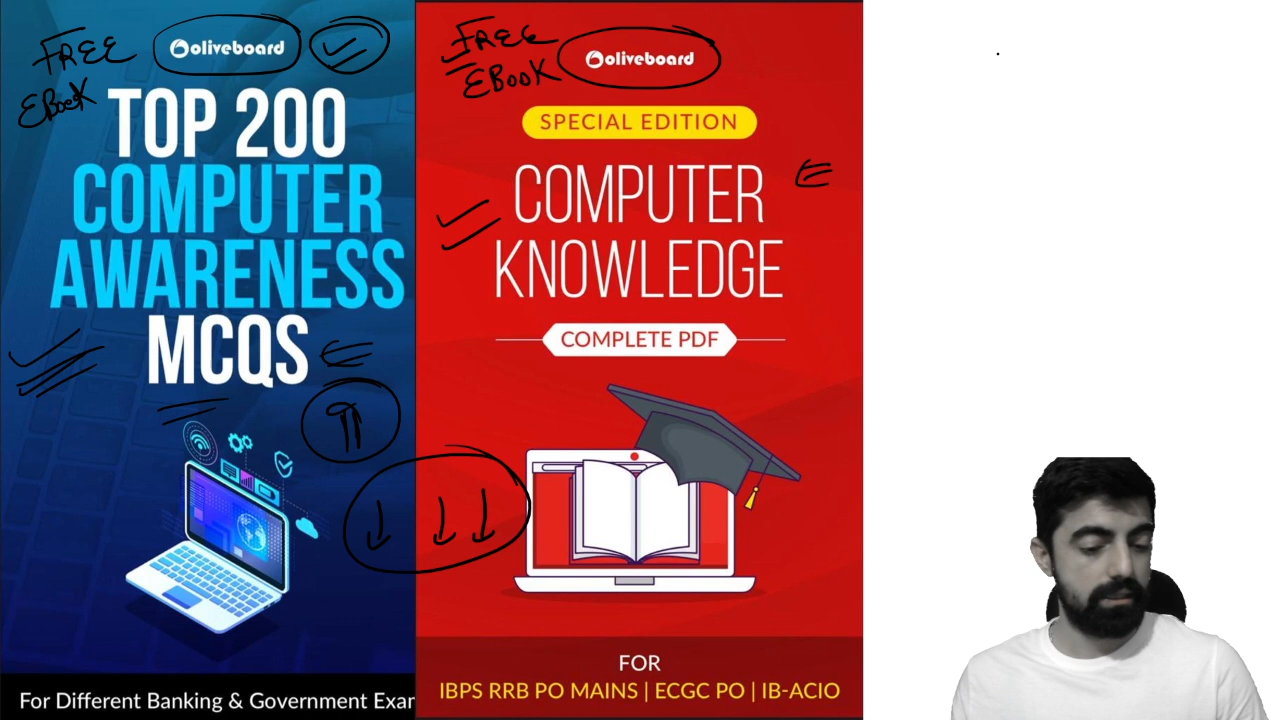 FREE
EBook
oliveboard
TOP 200
COMPUTER
AWARENESS
MCQS
For Different Banking & Government Exar
FREE
EBook
oliveboard
SPECIAL EDITION
COMPUTER
KNOWLEDGE
COMPLETE PDF
FOR
IBPS RRB PO MAINS | ECGC PO | IB-ACIO